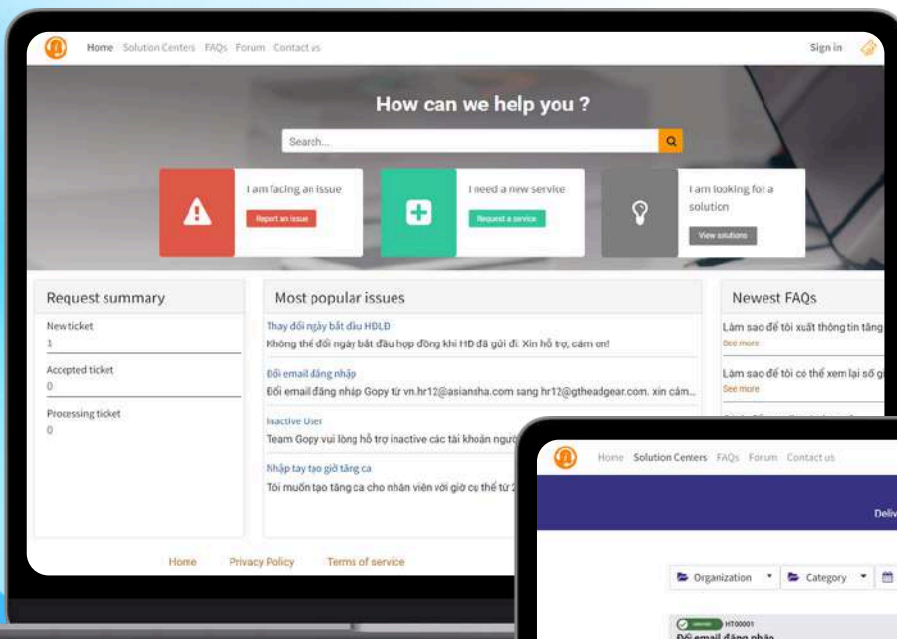 Home Solution Centers FAQs Forum Contact us Sign in
How can we help you ?
Search...
I am facing an issue
Report an issue
I need a new service
Request a service
I am looking for a
solution
View solutions
Request summary
New ticket
1
Accepted ticket
0
Processing ticket
0
Most popular issues
Thay đổi ngày bắt đầu HDLD
Không thể đổi ngày bắt đầu hợp đồng khi HD đã gửi đi. Xin hỗ trợ, cám ơn!
Đổi email đăng nhập
Đổi email đăng nhập Gopy từ vn.hr12@asiansha.com sang hr12@gtheadgear.com. xin cám...
Inactive User
Team Gopy vui lòng hỗ trợ inactive các tài khoản ngườ
Nhập tay tạo giờ tăng ca
Tôi muốn tạo tăng ca cho nhân viên với giờ cụ thể từ 2
Newest FAQs
Làm sao để tôi xuất thông tin tăng
See more
Làm sao để tôi có thể xem lại số g
See more
Home Privacy Policy Terms of service
Home Solution Centers FAQs Forum Contact us
Deliv
Organization Category
HT00001
Đổi email đăng nhập